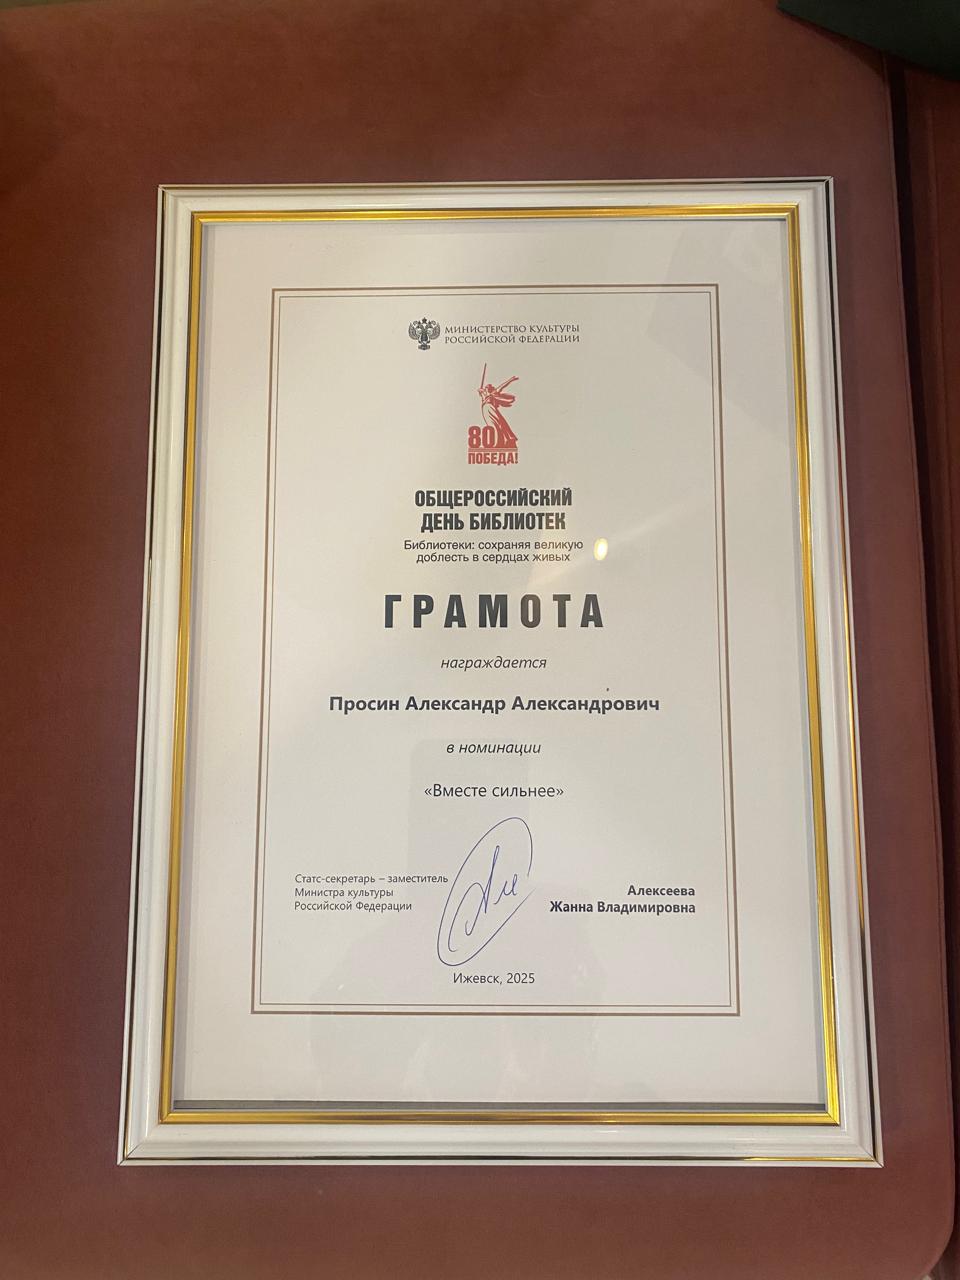 МИНИСТЕРСТВО КУЛЬТУРЫ
РОССИЙСКОЙ ФЕДЕРАЦИИ
80
ПОБЕДА!
ОБЩЕРОССИЙСКИЙ
ДЕНЬ БИБЛИОТЕК
Библиотеки: сохраняя великую
доблесть в сердцах живых
ГРАМОТА
награждается
Просин Александр Александрович
в номинации
«Вместе сильнее»
Статс-секретарь – заместитель
Министра культуры
Российской Федерации
Алексеева
Жанна Владимировна
Ижевск, 2025